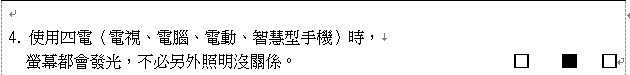 4. 使用四電（電視、電腦、電動、智慧型手機）時，
螢幕都會發光，不必另外照明沒關係。 □ ■ □